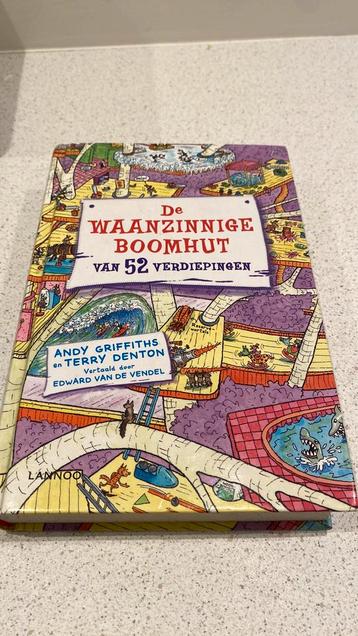 De
WAANZINNIGE
BOOMHUT
VAN 52 VERDIEPINGEN
ANDY GRIFFITHS
en TERRY DENTON
Vertaald door
EDWARD VAN DE VENDEL
LANNOO